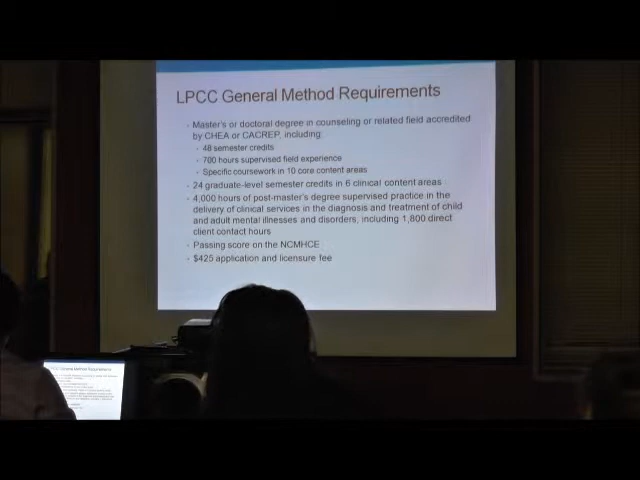 LPCC General Method Requirements
Master's or doctoral degree in counseling or related field accredited
by CHEA or CACREP, including:
48 semester credits
700 hours supervised field experience
Specific coursework in 10 core content areas
24 graduate-level semester credits in 6 clinical content areas
4,000 hours of post-master's degree supervised practice in the
delivery of clinical services in the diagnosis and treatment of child
and adult mental illnesses and disorders, including 1,800 direct
client contact hours
Passing score on the NCMHCE
$425 application and licensure fee
General Method Requirements